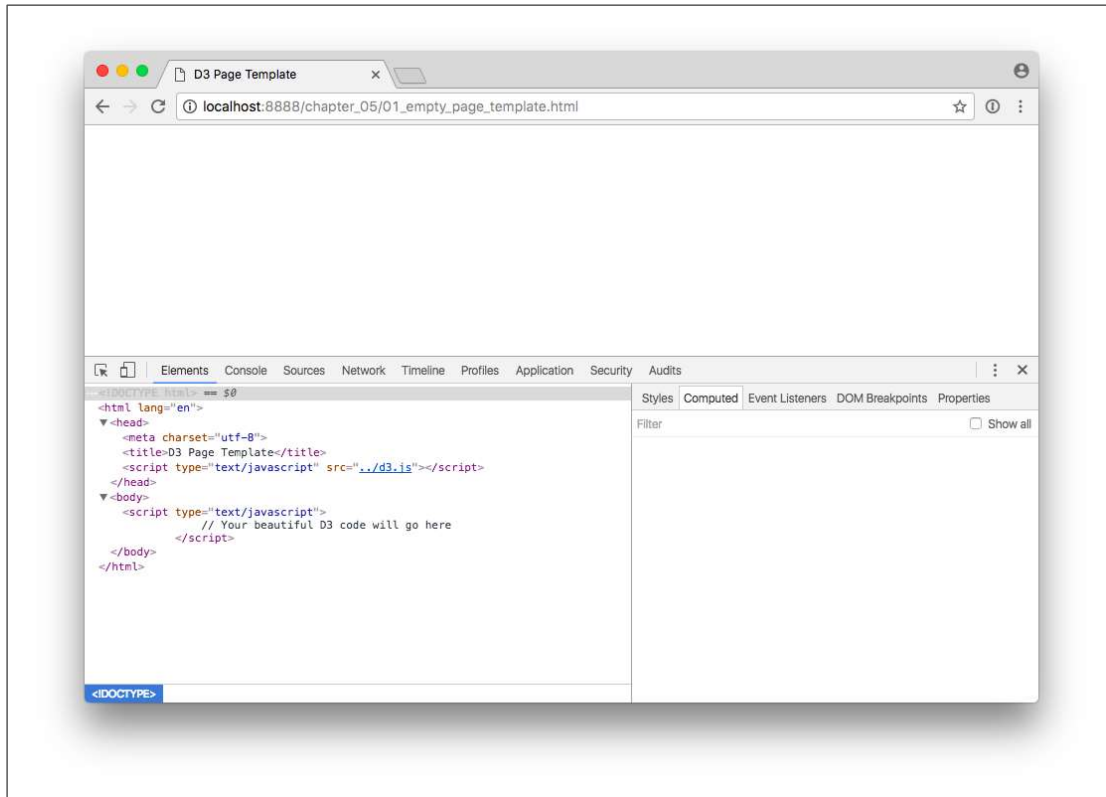 D3 Page Template
localhost:8888/chapter_05/01_empty_page_template.html
Elements Console Sources Network Timeline Profiles Application Security Audits
<!DOCTYPE html> == $0
<html lang="en">
<head>
<meta charset="utf-8">
<title>D3 Page Template</title>
<script type="text/javascript" src="../d3.js"></script>
</head>
<body>
<script type="text/javascript">
// Your beautiful D3 code will go here
</script>
</body>
</html>
<!DOCTYPE>
Styles Computed Event Listeners DOM Breakpoints Properties
Filter Show all